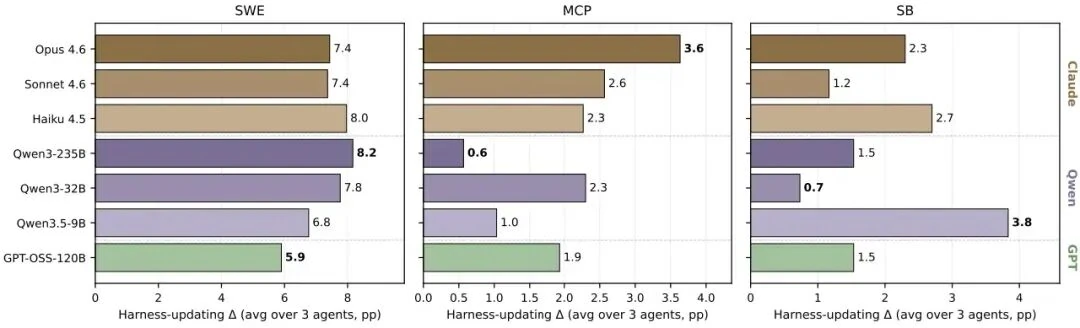 SWE
MCP
SB
Opus 4.6
Sonnet 4.6
Haiku 4.5
Qwen3-235B
Qwen3-32B
Qwen3.5-9B
GPT-OSS-120B
7.4
7.4
8.0
8.2
7.8
6.8
5.9
0 2 4 6 8
Harness-updating Δ (avg over 3 agents, pp)
3.6
2.6
2.3
0.6
2.3
1.0
1.9
0.0 0.5 1.0 1.5 2.0 2.5 3.0 3.5 4.0
Harness-updating Δ (avg over 3 agents, pp)
2.3
1.2
2.7
1.5
0.7
3.8
1.5
0 1 2 3 4
Harness-updating Δ (avg over 3 agents, pp)
Claude
Qwen
GPT